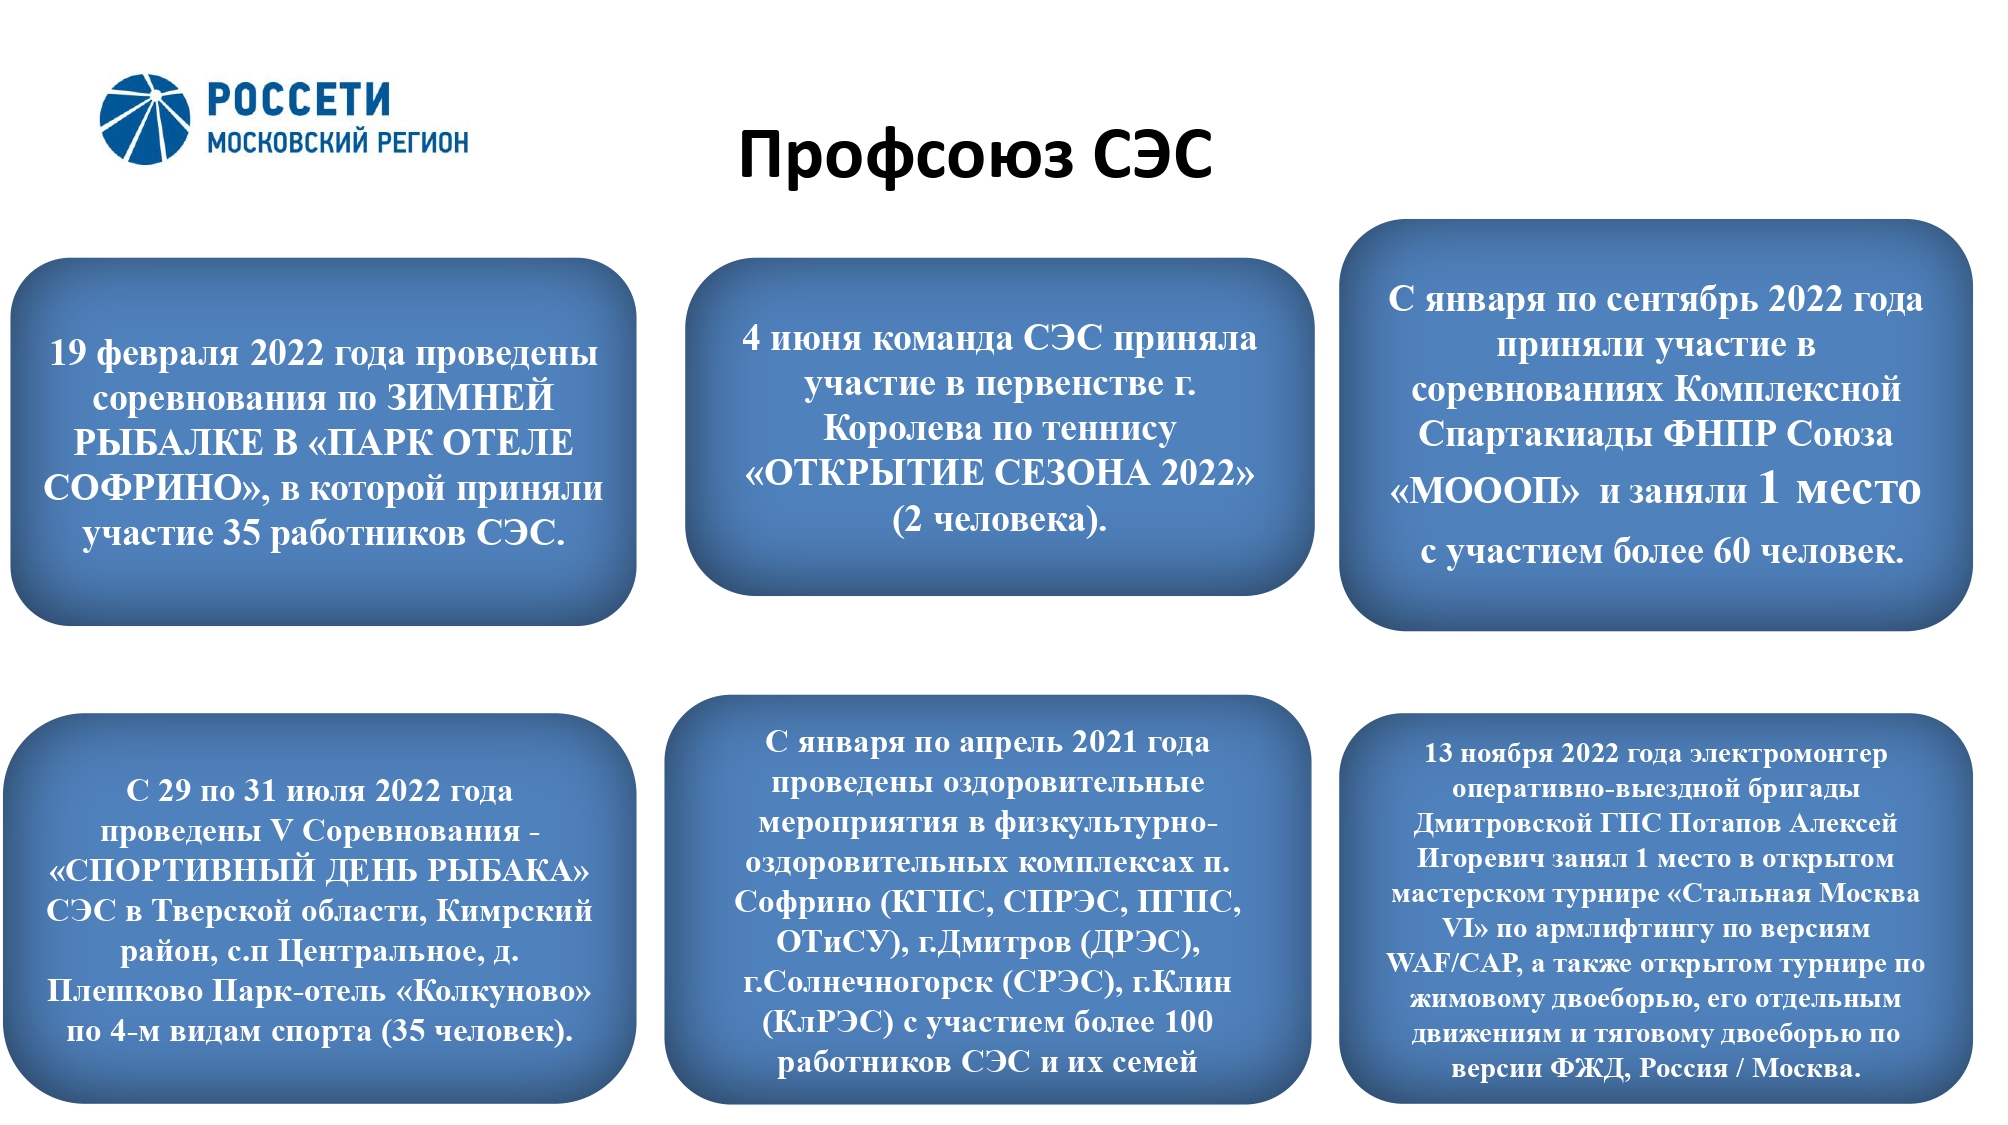 РОССЕТИ
МОСКОВСКИЙ РЕГИОН
Профсоюз СЭС
19 февраля 2022 года проведены
соревнования по ЗИМНЕЙ
РЫБАЛКЕ В «ПАРК ОТЕЛЕ
СОФРИНО», в которой приняли
участие 35 работников СЭС.
4 июня команда СЭС приняла
участие в первенстве г.
Королева по теннису
«ОТКРЫТИЕ СЕЗОНА 2022»
(2 человека).
С января по сентябрь 2022 года
приняли участие в
соревнованиях Комплексной
Спартакиады ФНПР Союза
«МОООП» и заняли 1 место
с участием более 60 человек.
С 29 по 31 июля 2022 года
проведены V Соревнования -
«СПОРТИВНЫЙ ДЕНЬ РЫБАКА»
СЭС в Тверской области, Кимрский
район, с.п Центральное, д.
Плешково Парк-отель «Колкуново»
по 4-м видам спорта (35 человек).
С января по апрель 2021 года
проведены оздоровительные
мероприятия в физкультурно-
оздоровительных комплексах п.
Софрино (КГПС, СПРЭС, ПГПС,
ОТиСУ), г.Дмитров (ДРЭС),
г.Солнечногорск (СРЭС), г.Клин
(КлРЭС) с участием более 100
работников СЭС и их семей
13 ноября 2022 года электромонтер
оперативно-выездной бригады
Дмитровской ГПС Потапов Алексей
Игоревич занял 1 место в открытом
мастерском турнире «Стальная Москва
VI» по армлифтингу по версиям
WAF/CAP, а также открытом турнире по
жимовому двоеборью, его отдельным
движениям и тяговому двоеборью по
версии ФЖД, Россия / Москва.